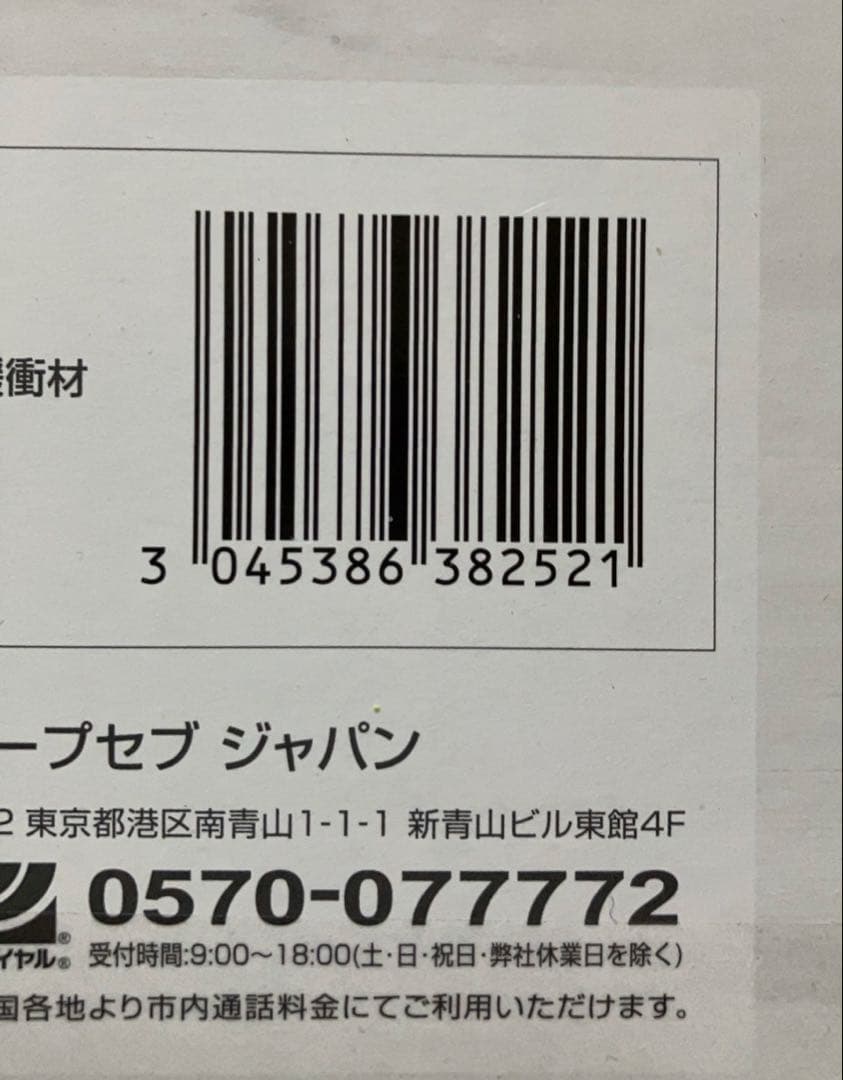 衝材
3 045386 382521
ープセブ ジャパン
2 東京都港区南青山1-1-1 新青山ビル東館4F
0570-077772
イヤル® 受付時間:9:00〜18:00(土・日・祝日・弊社休業日を除く)
国各地より市内通話料金にてご利用いただけます。